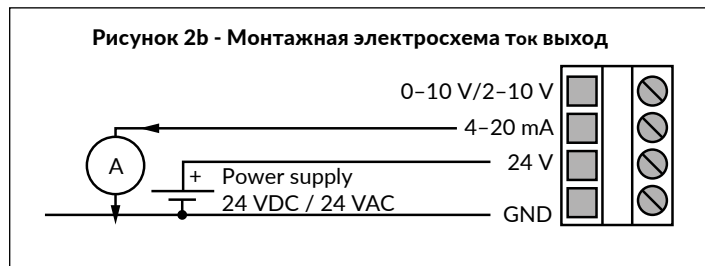 Рисунок 2b - Монтажная электросхема ток выход
0–10 V/2–10 V
4–20 mA
A
24 V
+ Power supply
24 VDC / 24 VAC
GND